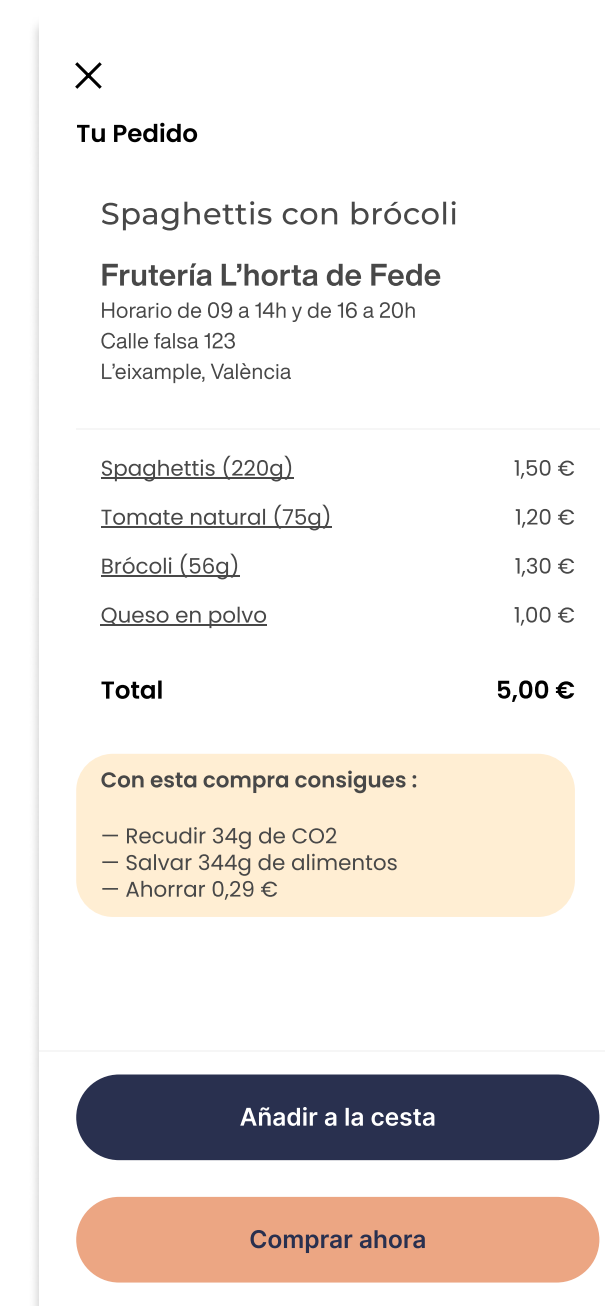 Tu Pedido
Spaghettis con brócoli
Frutería L’horta de Fede
Horario de 09 a 14h y de 16 a 20h
Calle falsa 123
L’eixample, València
Spaghettis (220g) 1,50 €
Tomate natural (75g) 1,20 €
Brócoli (56g) 1,30 €
Queso en polvo 1,00 €
Total 5,00 €
Con esta compra consigues :
— Recudir 34g de CO2
— Salvar 344g de alimentos
— Ahorrar 0,29 €
Añadir a la cesta
Comprar ahora